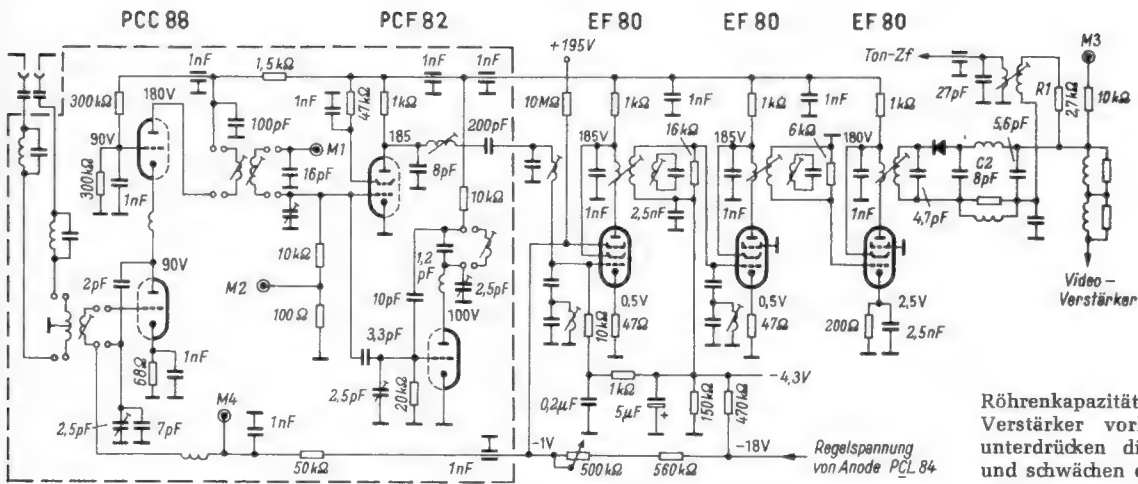 PCC 88
PCF 82
EF 80
EF 80
EF 80
1nF
1,5kΩ
1nF
1nF
+195V
Ton-Zf
M3
300kΩ
180V
1nF
47kΩ
1kΩ
10MΩ
1kΩ
1nF
1kΩ
1nF
1kΩ
27pF
R1
27kΩ
10kΩ
90V
100pF
M1
185
200pF
185V
16kΩ
185V
6kΩ
180V
5,6pF
300kΩ
1nF
16pF
8pF
10kΩ
1nF
2,5nF
1nF
1nF
4,7pF
C2
8pF
10kΩ
1,2
pF
2,5pF
90V
2pF
M2
100Ω
10pF
100V
0,5V
0,5V
2,5V
Video-
Verstärker
10kΩ
47Ω
47Ω
200Ω
2,5nF
68Ω
1nF
3,3pF
M4
2,5pF
20kΩ
1kΩ
-4,3V
2,5pF
7pF
1nF
0,2µF
5µF
+
150kΩ
470kΩ
50kΩ
1nF
-1V
500kΩ
560kΩ
-18V
Regelspannung
von Anode PCL 84
Röhrenkapazität
Verstärker vor
unterdrücken di
und schwächen